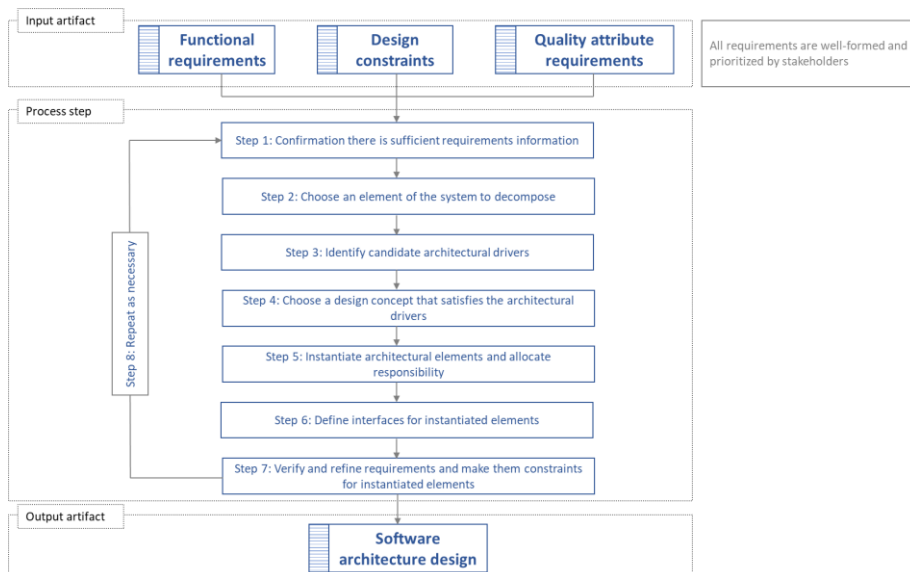 Input artifact
Functional
requirements
Design
constraints
Quality attribute
requirements
All requirements are well-formed and
prioritized by stakeholders
Process step
Step 1: Confirmation there is sufficient requirements information
Step 2: Choose an element of the system to decompose
Step 3: Identify candidate architectural drivers
Step 4: Choose a design concept that satisfies the architectural
drivers
Step 5: Instantiate architectural elements and allocate
responsibility
Step 6: Define interfaces for instantiated elements
Step 7: Verify and refine requirements and make them constraints
for instantiated elements
Step 8: Repeat as necessary
Output artifact
Software
architecture design